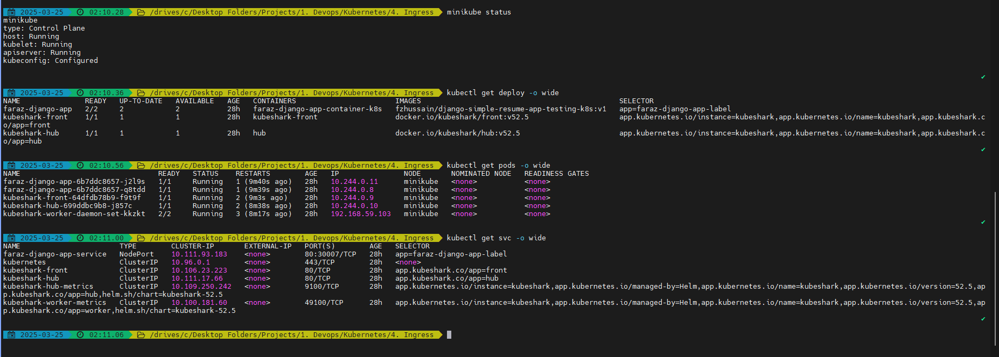 2025-03-25 02:10.28 /drives/c/Desktop Folders/Projects/1. Devops/Kubernetes/4. Ingress minikube status
minikube
type: Control Plane
host: Running
kubelet: Running
apiserver: Running
kubeconfig: Configured
✔
2025-03-25 02:10.36 /drives/c/Desktop Folders/Projects/1. Devops/Kubernetes/4. Ingress kubectl get deploy -o wide
NAME READY UP-TO-DATE AVAILABLE AGE CONTAINERS IMAGES SELECTOR
faraz-django-app 2/2 2 2 28h faraz-django-app-container-k8s fzhussain/django-simple-resume-app-testing-k8s:v1 app=faraz-django-app-label
kubeshark-front 1/1 1 1 28h kubeshark-front docker.io/kubeshark/front:v52.5 app.kubernetes.io/instance=kubeshark,app.kubernetes.io/name=kubeshark,app.kubeshark.c
o/app=front
kubeshark-hub 1/1 1 1 28h hub docker.io/kubeshark/hub:v52.5 app.kubernetes.io/instance=kubeshark,app.kubernetes.io/name=kubeshark,app.kubeshark.c
o/app=hub
✔
2025-03-25 02:10.56 /drives/c/Desktop Folders/Projects/1. Devops/Kubernetes/4. Ingress kubectl get pods -o wide
NAME READY STATUS RESTARTS AGE IP NODE NOMINATED NODE READINESS GATES
faraz-django-app-6b7ddc8657-j2l9s 1/1 Running 1 (9m40s ago) 28h 10.244.0.11 minikube <none> <none>
faraz-django-app-6b7ddc8657-q8tdd 1/1 Running 1 (9m39s ago) 28h 10.244.0.8 minikube <none> <none>
kubeshark-front-64dfdb78b9-f9t9f 1/1 Running 2 (9m3s ago) 28h 10.244.0.9 minikube <none> <none>
kubeshark-hub-699ddbc9b8-j857c 1/1 Running 2 (8m38s ago) 28h 10.244.0.10 minikube <none> <none>
kubeshark-worker-daemon-set-kkzkt 2/2 Running 3 (8m17s ago) 28h 192.168.59.103 minikube <none> <none>
✔
2025-03-25 02:11.00 /drives/c/Desktop Folders/Projects/1. Devops/Kubernetes/4. Ingress kubectl get svc -o wide
NAME TYPE CLUSTER-IP EXTERNAL-IP PORT(S) AGE SELECTOR
faraz-django-app-service NodePort 10.111.93.183 <none> 80:30007/TCP 28h app=faraz-django-app-label
kubernetes ClusterIP 10.96.0.1 <none> 443/TCP 28h <none>
kubeshark-front ClusterIP 10.106.23.223 <none> 80/TCP 28h app.kubeshark.co/app=front
kubeshark-hub ClusterIP 10.111.17.66 <none> 80/TCP 28h app.kubeshark.co/app=hub
kubeshark-hub-metrics ClusterIP 10.109.250.242 <none> 9100/TCP 28h app.kubernetes.io/instance=kubeshark,app.kubernetes.io/managed-by=Helm,app.kubernetes.io/name=kubeshark,app.kubernetes.io/version=52.5,ap
p.kubeshark.co/app=hub,helm.sh/chart=kubeshark-52.5
kubeshark-worker-metrics ClusterIP 10.100.181.60 <none> 49100/TCP 28h app.kubernetes.io/instance=kubeshark,app.kubernetes.io/managed-by=Helm,app.kubernetes.io/name=kubeshark,app.kubernetes.io/version=52.5,ap
p.kubeshark.co/app=worker,helm.sh/chart=kubeshark-52.5
✔
2025-03-25 02:11.06 /drives/c/Desktop Folders/Projects/1. Devops/Kubernetes/4. Ingress